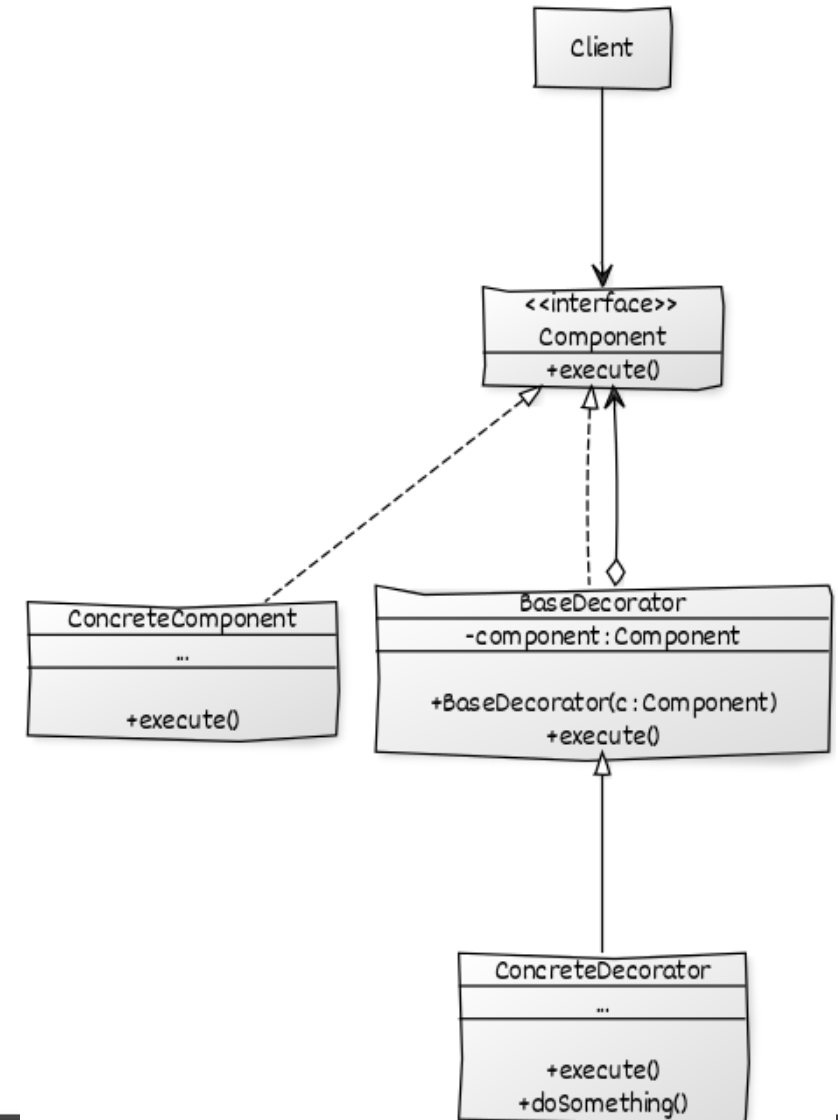 Client
<<interface>>
Component
+execute()
ConcreteComponent
...
+execute()
BaseDecorator
-component : Component
+BaseDecorator(c : Component)
+execute()
ConcreteDecorator
...
+execute()
+doSomething()